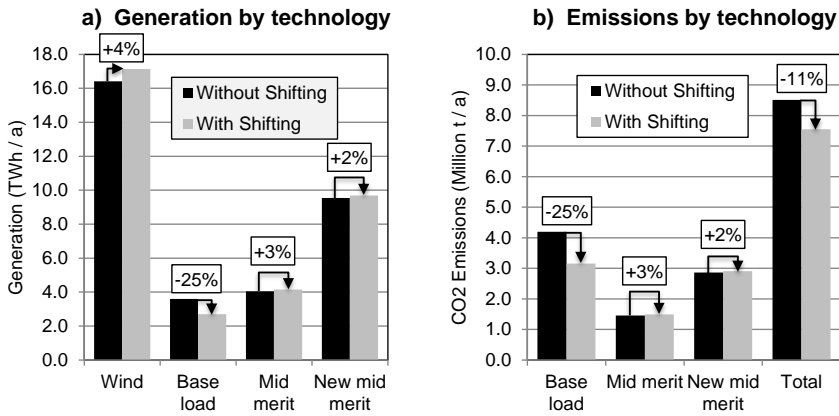 a) Generation by technology
Generation (TWh / a)
18.0
16.0
14.0
12.0
10.0
8.0
6.0
4.0
2.0
0.0
+4%
-25%
+3%
+2%
Without Shifting
With Shifting
Wind
Base
load
Mid
merit
New mid
merit
b) Emissions by technology
CO2 Emissions (Million t / a)
10.0
9.0
8.0
7.0
6.0
5.0
4.0
3.0
2.0
1.0
0.0
Without Shifting
With Shifting
-25%
+3%
+2%
-11%
Base
load
Mid merit
New mid
merit
Total